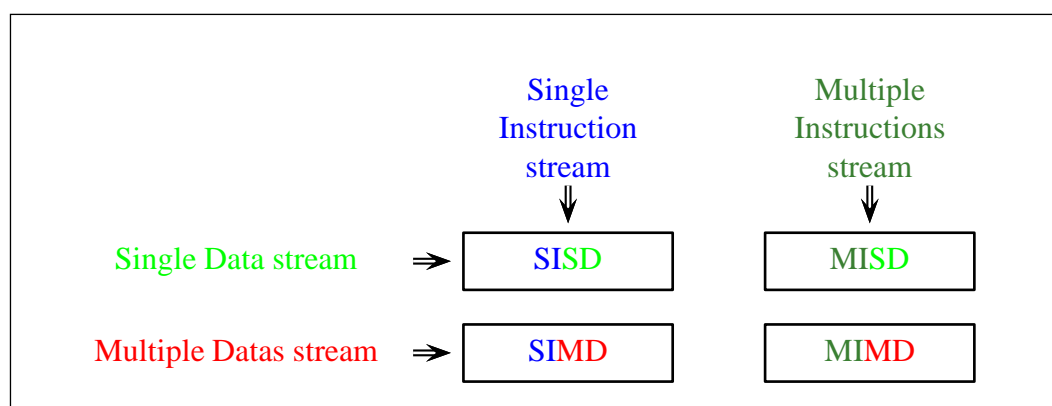 Single
Instruction
stream
Multiple
Instructions
stream
Single Data stream
SISD
MISD
Multiple Datas stream
SIMD
MIMD